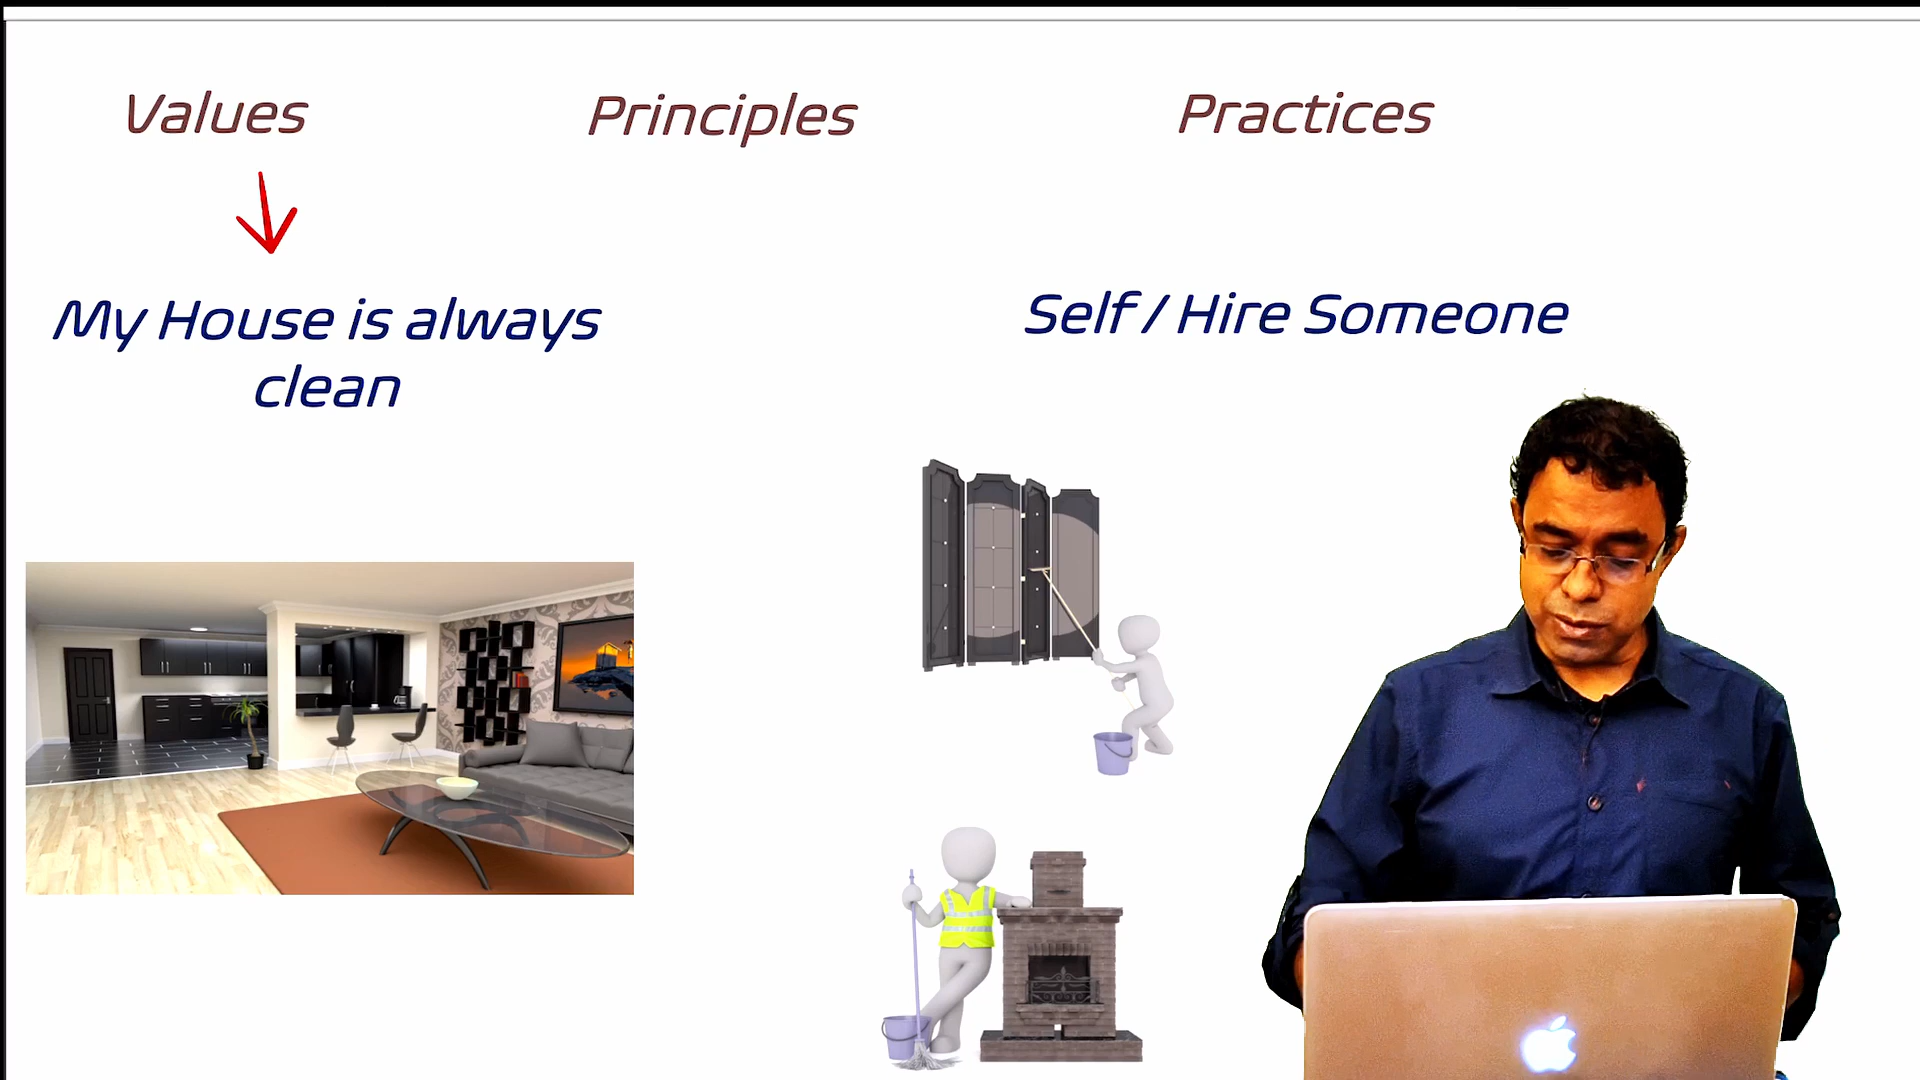 Values
Principles
Practices
My House is always
clean
Self / Hire Someone